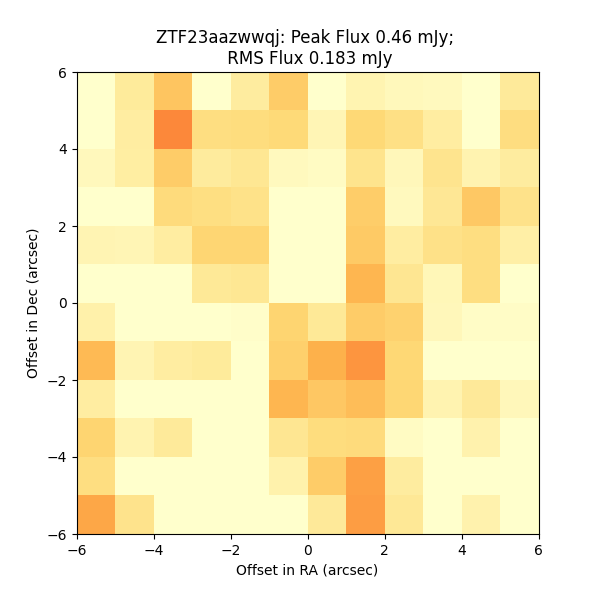 ZTF23aazwwqj: Peak Flux 0.46 mJy;
RMS Flux 0.183 mJy
6
4
2
0
−2
−4
−6
Offset in Dec (arcsec)
−6 −4 −2 0 2 4 6
Offset in RA (arcsec)